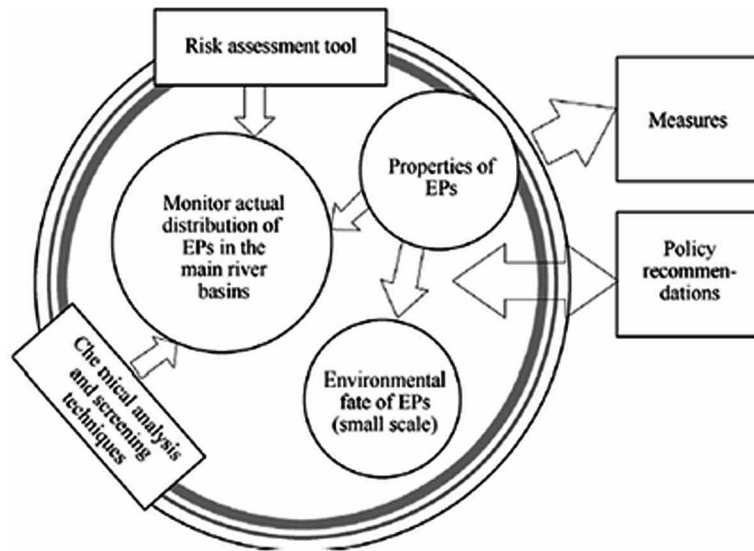 Risk assessment tool
Properties of
EPs
Measures
Monitor actual
distribution of
EPs in the
main river
basins
Policy
recommen-
dations
Che mical analysis
and screening
techniques
Environmental
fate of EPs
(small scale)